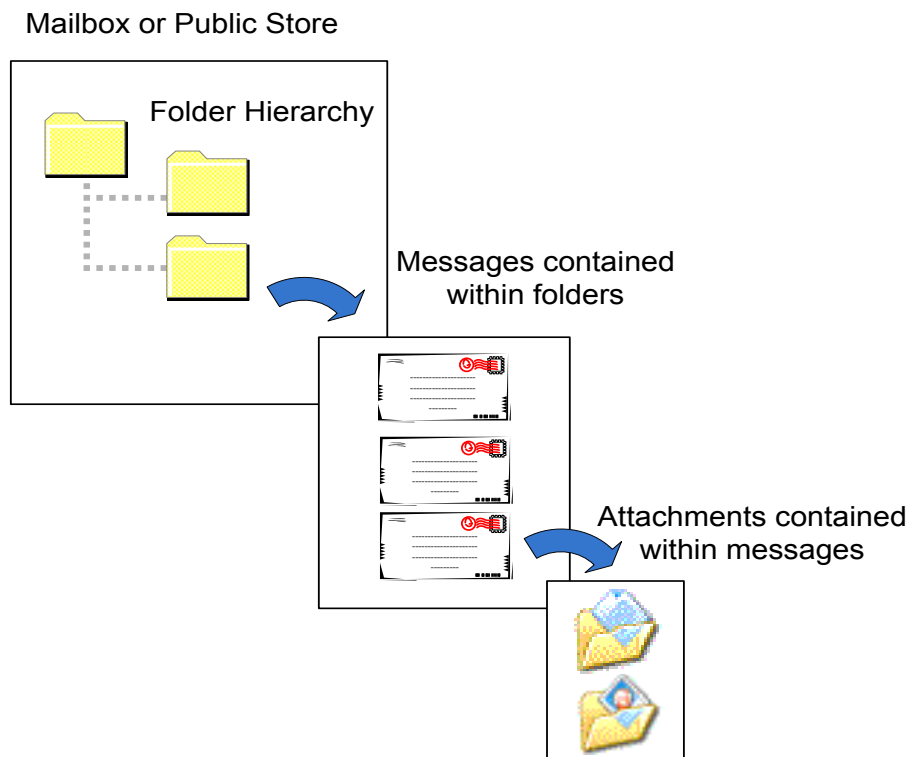 Mailbox or Public Store
Folder Hierarchy
Messages contained
within folders
Attachments contained
within messages